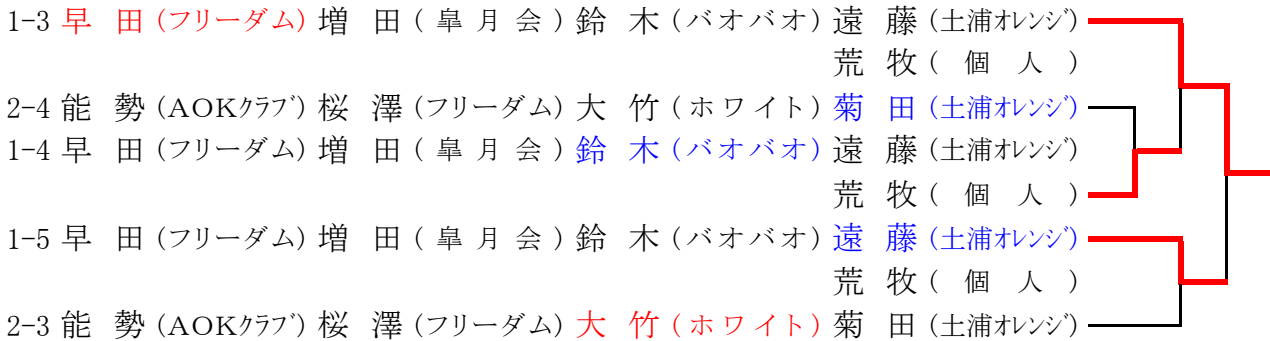 1-3 早 田 (フリーダム) 増 田 ( 皐 月 会 ) 鈴 木 (バオバオ) 遠 藤 (土浦ｵﾚﾝｼﾞ)
荒 牧 ( 個 人 )
2-4 能 勢 (AOKｸﾗﾌﾞ) 桜 澤 (フリーダム) 大 竹 (ホワイト) 菊 田 (土浦ｵﾚﾝｼﾞ)
1-4 早 田 (フリーダム) 増 田 ( 皐 月 会 ) 鈴 木 (バオバオ) 遠 藤 (土浦ｵﾚﾝｼﾞ)
荒 牧 ( 個 人 )
1-5 早 田 (フリーダム) 増 田 ( 皐 月 会 ) 鈴 木 (バオバオ) 遠 藤 (土浦ｵﾚﾝｼﾞ)
荒 牧 ( 個 人 )
2-3 能 勢 (AOKｸﾗﾌﾞ) 桜 澤 (フリーダム) 大 竹 (ホワイト) 菊 田 (土浦ｵﾚﾝｼﾞ)